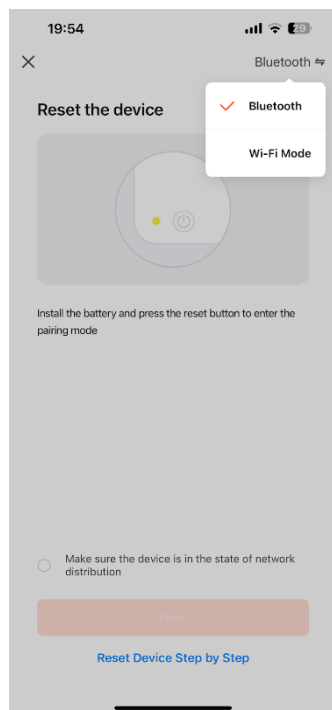 19:54
29
Bluetooth
Reset the device
Bluetooth
Wi-Fi Mode
Install the battery and press the reset button to enter the
pairing mode
Make sure the device is in the state of network
distribution
Next
Reset Device Step by Step